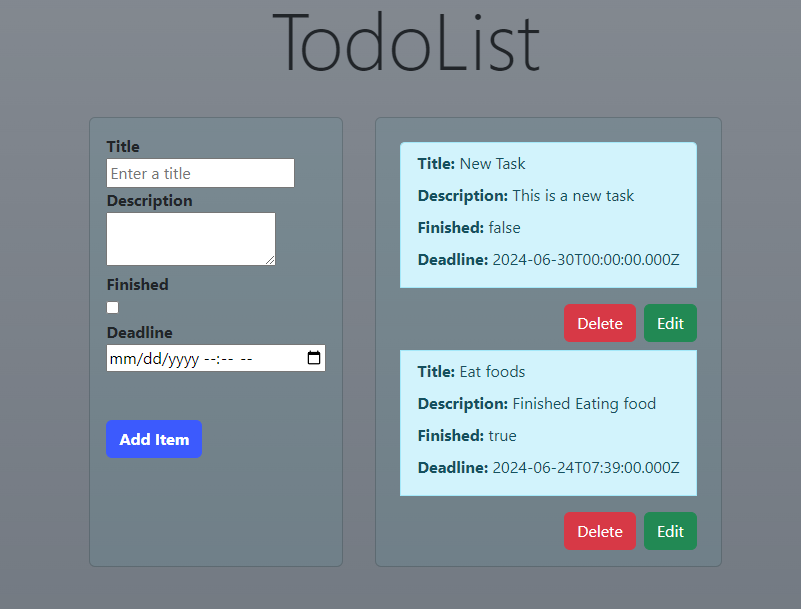 TodoList
Title
Enter a title
Description
Finished
Deadline
mm/dd/yyyy --:-- --
Add Item
Title: New Task
Description: This is a new task
Finished: false
Deadline: 2024-06-30T00:00:00.000Z
Delete Edit
Title: Eat foods
Description: Finished Eating food
Finished: true
Deadline: 2024-06-24T07:39:00.000Z
Delete Edit